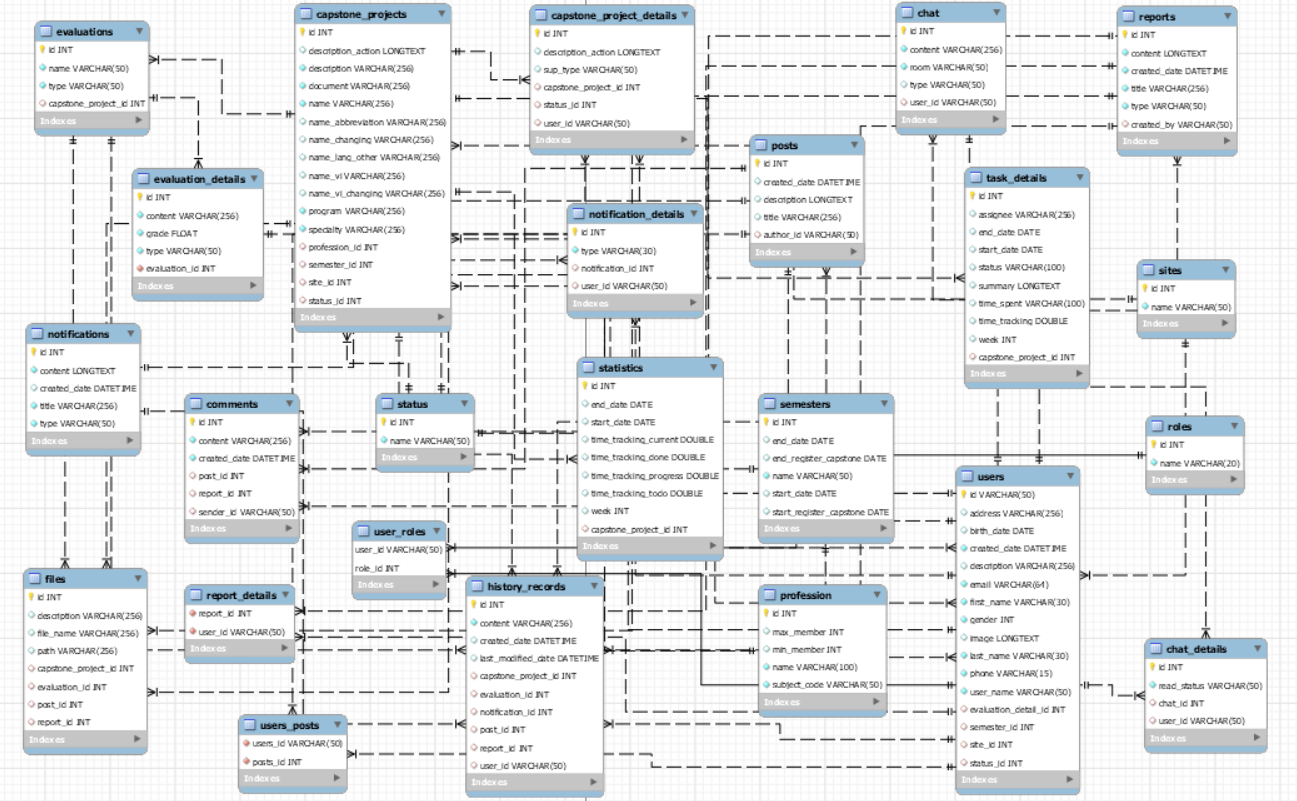 evaluations
id INT
name VARCHAR(50)
type VARCHAR(50)
capstone_project_id INT
Indexes
capstone_projects
id INT
description_action LONGTEXT
description VARCHAR(256)
document VARCHAR(256)
name VARCHAR(256)
name_abbreviation VARCHAR(256)
name_changing VARCHAR(256)
name_lang_other VARCHAR(256)
name_vi VARCHAR(256)
name_vi_changing VARCHAR(256)
program VARCHAR(256)
specialty VARCHAR(256)
profession_id INT
semester_id INT
site_id INT
status_id INT
Indexes
capstone_project_details
id INT
description_action LONGTEXT
sup_type VARCHAR(50)
capstone_project_id INT
status_id INT
user_id VARCHAR(50)
Indexes
chat
id INT
content VARCHAR(256)
room VARCHAR(50)
type VARCHAR(50)
user_id VARCHAR(50)
Indexes
reports
id INT
content LONGTEXT
created_date DATETIME
title VARCHAR(256)
type VARCHAR(50)
created_by VARCHAR(50)
Indexes
posts
id INT
created_date DATETIME
description LONGTEXT
title VARCHAR(256)
author_id VARCHAR(50)
Indexes
evaluation_details
id INT
content VARCHAR(256)
grade FLOAT
type VARCHAR(50)
evaluation_id INT
Indexes
notification_details
id INT
type VARCHAR(30)
notification_id INT
user_id VARCHAR(50)
Indexes
task_details
id INT
assignee VARCHAR(256)
end_date DATE
start_date DATE
status VARCHAR(100)
summary LONGTEXT
time_spent VARCHAR(100)
time_tracking DOUBLE
week INT
capstone_project_id INT
Indexes
sites
id INT
name VARCHAR(50)
Indexes
notifications
id INT
content LONGTEXT
created_date DATETIME
title VARCHAR(256)
type VARCHAR(50)
Indexes
comments
id INT
content VARCHAR(256)
created_date DATETIME
post_id INT
report_id INT
sender_id VARCHAR(50)
Indexes
status
id INT
name VARCHAR(50)
Indexes
statistics
id INT
end_date DATE
start_date DATE
time_tracking_current DOUBLE
time_tracking_done DOUBLE
time_tracking_progress DOUBLE
time_tracking_todo DOUBLE
week INT
capstone_project_id INT
Indexes
semesters
id INT
end_date DATE
end_register_capstone DATE
name VARCHAR(50)
start_date DATE
start_register_capstone DATE
Indexes
roles
id INT
name VARCHAR(20)
Indexes
users
id VARCHAR(50)
address VARCHAR(256)
birth_date DATE
created_date DATETIME
description VARCHAR(256)
email VARCHAR(64)
first_name VARCHAR(30)
gender INT
image LONGTEXT
last_name VARCHAR(30)
phone VARCHAR(15)
user_name VARCHAR(50)
evaluation_detail_id INT
semester_id INT
site_id INT
status_id INT
Indexes
user_roles
user_id VARCHAR(50)
role_id INT
Indexes
files
id INT
description VARCHAR(256)
file_name VARCHAR(256)
path VARCHAR(256)
capstone_project_id INT
evaluation_id INT
post_id INT
report_id INT
Indexes
report_details
report_id INT
user_id VARCHAR(50)
Indexes
history_records
id INT
content VARCHAR(256)
created_date DATETIME
last_modified_date DATETIME
capstone_project_id INT
evaluation_id INT
notification_id INT
post_id INT
report_id INT
user_id VARCHAR(50)
Indexes
profession
id INT
max_member INT
min_member INT
name VARCHAR(100)
subject_code VARCHAR(50)
Indexes
chat_details
id INT
read_status VARCHAR(50)
chat_id INT
user_id VARCHAR(50)
Indexes
users_posts
users_id VARCHAR(50)
posts_id INT
Indexes